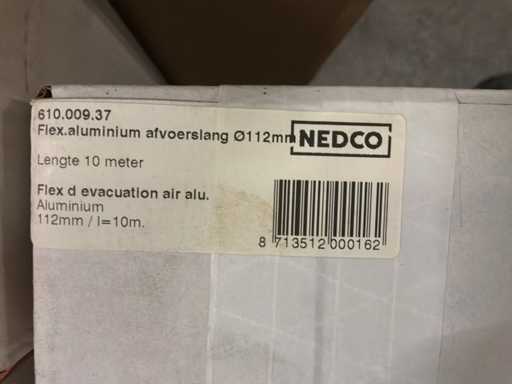 610.009.37
Flex.aluminium afvoerslang Ø112mm
NEDCO
Lengte 10 meter
Flex d evacuation air alu.
Aluminium
112mm / l=10m.
8 713512 000162